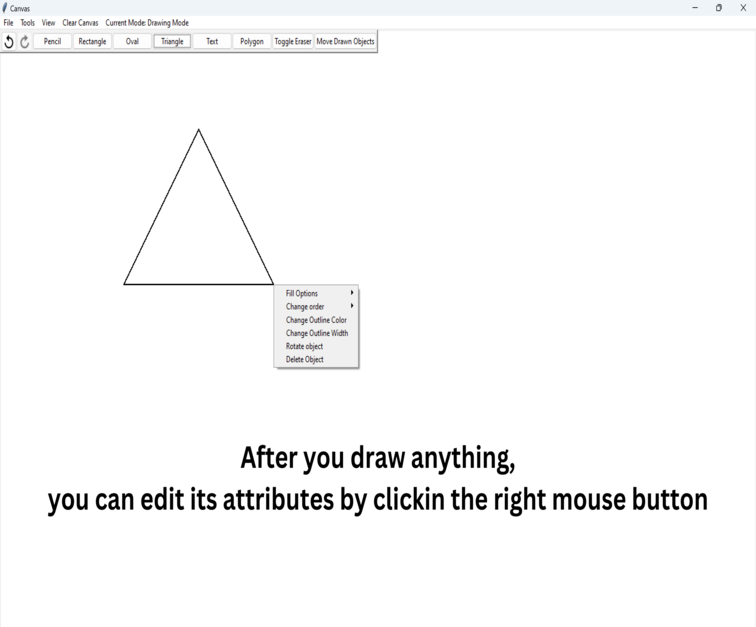 Canvas
File Tools View Clear Canvas Current Mode: Drawing Mode
Pencil Rectangle Oval Triangle Text Polygon Toggle Eraser Move Drawn Objects
Fill Options
Change order
Change Outline Color
Change Outline Width
Rotate object
Delete Object
After you draw anything,
you can edit its attributes by clickin the right mouse button